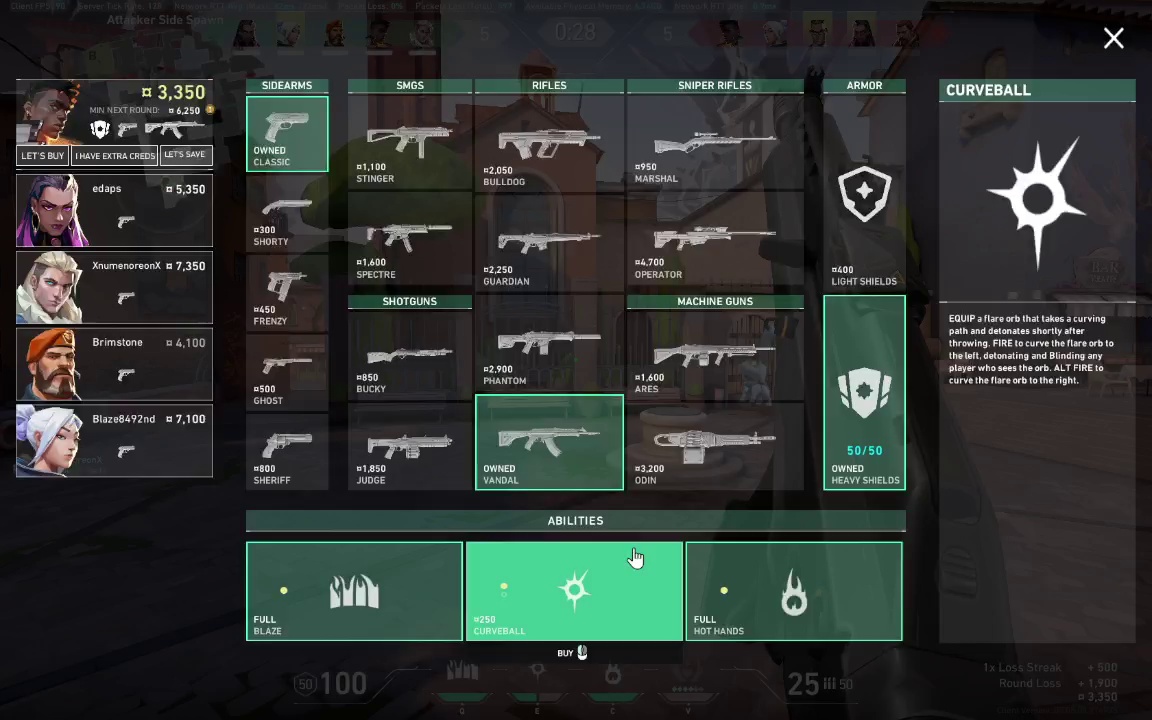 Attacker Side Spawn
5
0:28
5
¤ 3,350
MIN NEXT ROUND: ¤ 6,250
LET'S BUY
I HAVE EXTRA CREDS
LET'S SAVE
edaps ¤ 5,350
XnumenoreonX ¤ 7,350
Brimstone ¤ 4,100
Blaze8492nd ¤ 7,100
SIDEARMS
OWNED
CLASSIC
¤300
SHORTY
¤450
FRENZY
¤500
GHOST
¤800
SHERIFF
SMGS
¤1,100
STINGER
¤1,600
SPECTRE
SHOTGUNS
¤850
BUCKY
¤1,850
JUDGE
RIFLES
¤2,050
BULLDOG
¤2,250
GUARDIAN
¤2,900
PHANTOM
OWNED
VANDAL
SNIPER RIFLES
¤950
MARSHAL
¤4,700
OPERATOR
MACHINE GUNS
¤1,600
ARES
¤3,200
ODIN
ARMOR
¤400
LIGHT SHIELDS
50/50
OWNED
HEAVY SHIELDS
CURVEBALL
EQUIP a flare orb that takes a curving
path and detonates shortly after
throwing. FIRE to curve the flare orb to
the left, detonating and Blinding any
player who sees the orb. ALT FIRE to
curve the flare orb to the right.
ABILITIES
FULL
BLAZE
¤250
CURVEBALL
FULL
HOT HANDS
BUY
50 100
Q
E
C
25 50
1x Loss Streak + 500
Round Loss + 1,900
¤ 3,350